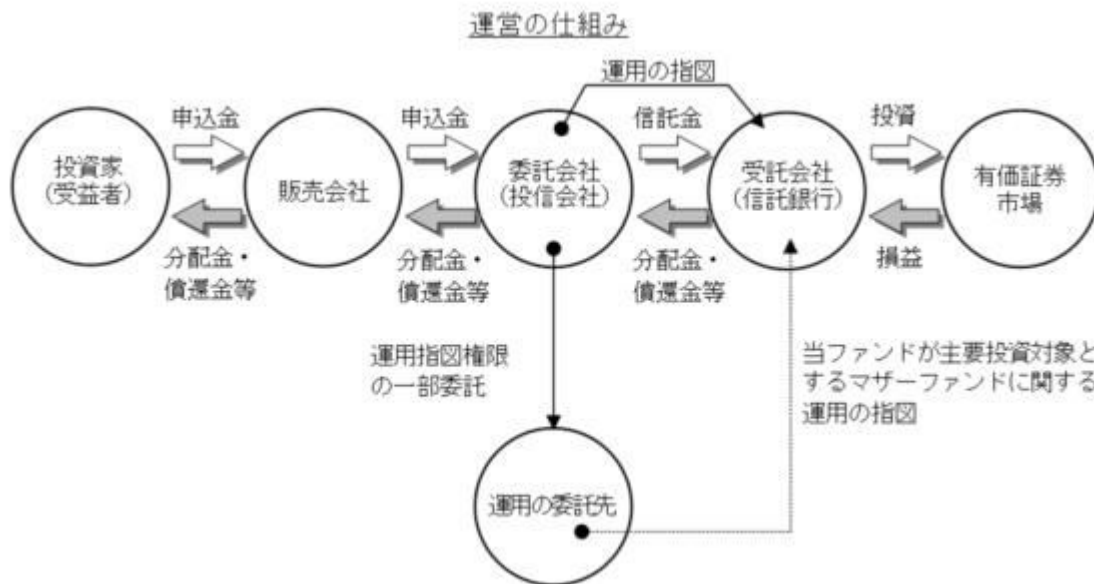 運営の仕組み
運用の指図
申込金
申込金
信託金
投資
投資家
(受益者)
販売会社
委託会社
(投信会社)
受託会社
(信託銀行)
有価証券
市場
分配金・
償還金等
分配金・
償還金等
分配金・
償還金等
損益
運用指図権限
の一部委託
当ファンドが主要投資対象と
するマザーファンドに関する
運用の指図
運用の委託先